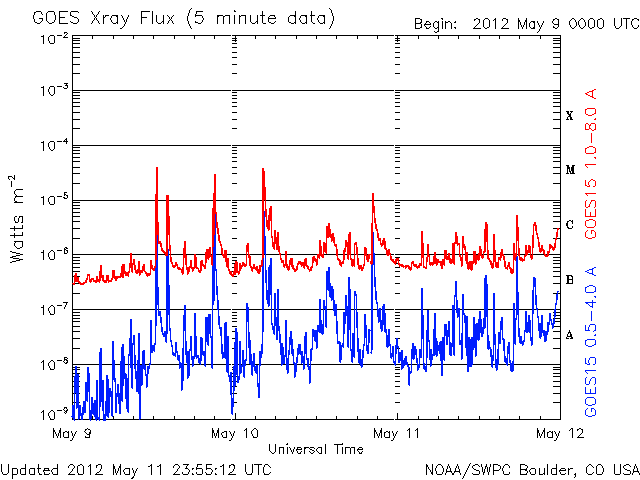 GOES Xray Flux (5 minute data)
Begin: 2012 May 9 0000 UTC
10⁻²
10⁻³
10⁻⁴
10⁻⁵
10⁻⁶
10⁻⁷
10⁻⁸
10⁻⁹
Watts m⁻²
X
M
C
B
A
GOES15 1.0-8.0 A
GOES15 0.5-4.0 A
May 9
May 10
May 11
May 12
Universal Time
Updated 2012 May 11 23:55:12 UTC
NOAA/SWPC Boulder, CO USA